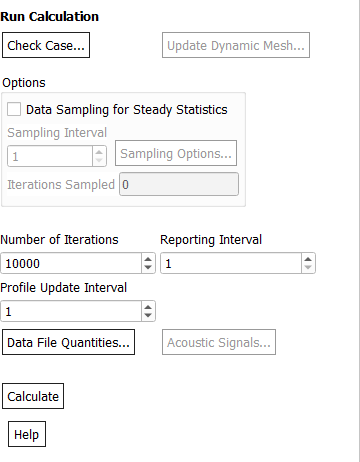 Run Calculation
Check Case... Update Dynamic Mesh...
Options
Data Sampling for Steady Statistics
Sampling Interval
1 Sampling Options...
Iterations Sampled 0
Number of Iterations Reporting Interval
10000 1
Profile Update Interval
1
Data File Quantities... Acoustic Signals...
Calculate
Help